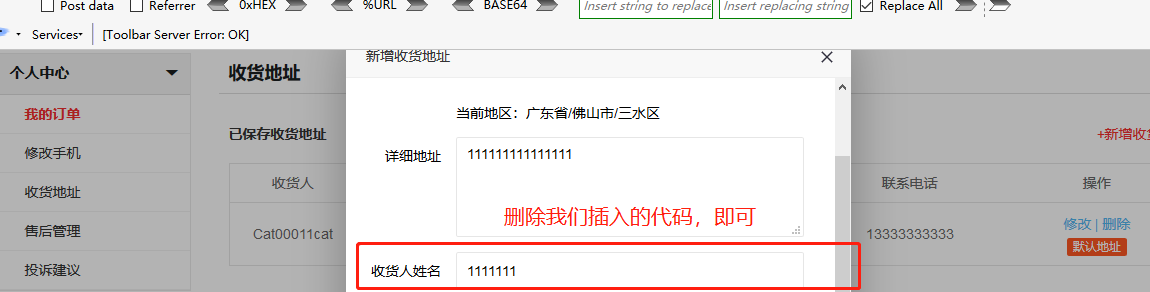 Post data Referrer 0xHEX %URL BASE64 Insert string to replace Insert replacing string Replace All
Services [Toolbar Server Error: OK]
个人中心
我的订单
修改手机
收货地址
售后管理
投诉建议
收货地址
已保存收货地址
+新增收货
收货人
联系电话
操作
Cat00011cat
13333333333
修改 | 删除
默认地址
新增收货地址
当前地区：广东省/佛山市/三水区
详细地址
111111111111111
删除我们插入的代码，即可
收货人姓名
1111111